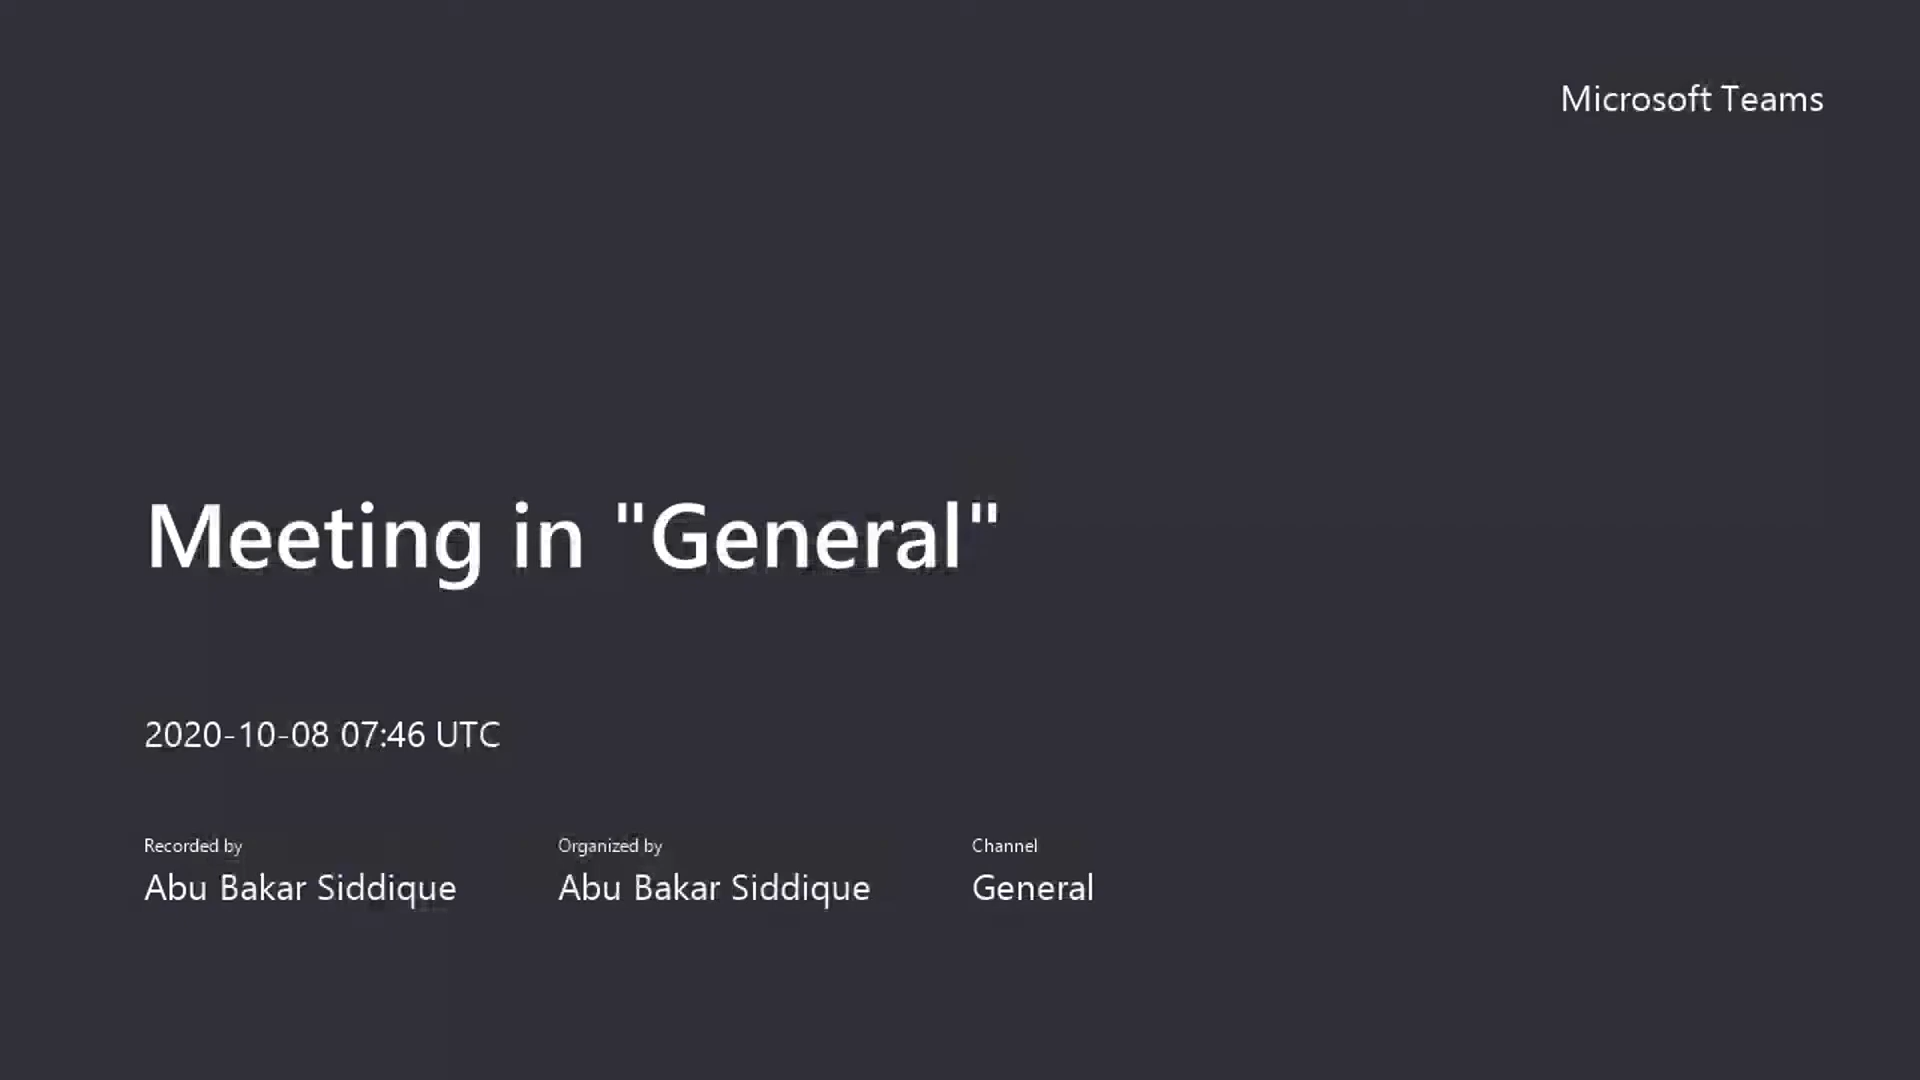 Microsoft Teams
Meeting in "General"
2020-10-08 07:46 UTC
Recorded by
Abu Bakar Siddique
Organized by
Abu Bakar Siddique
Channel
General